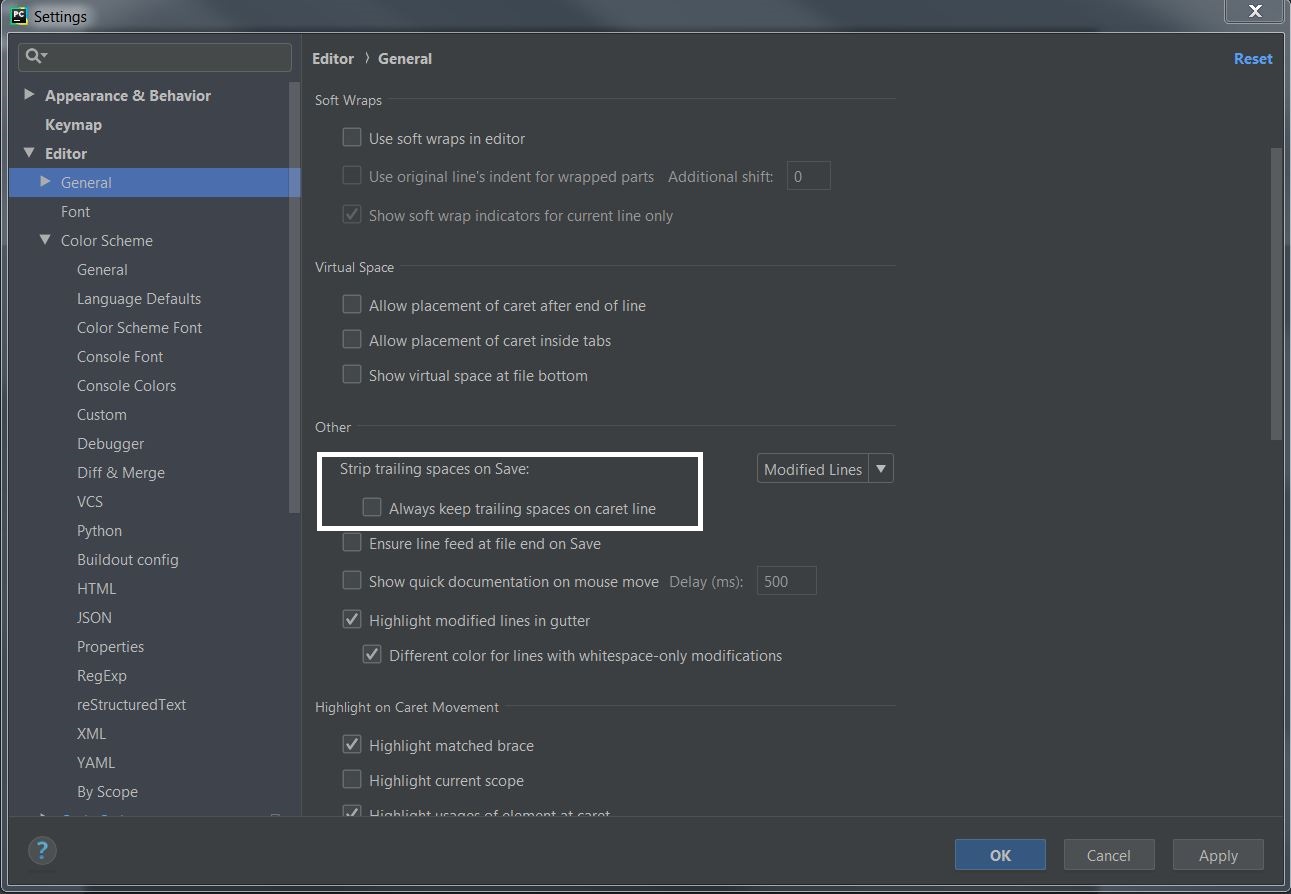 PC Settings X
Appearance & Behavior
Keymap
Editor
General
Font
Color Scheme
General
Language Defaults
Color Scheme Font
Console Font
Console Colors
Custom
Debugger
Diff & Merge
VCS
Python
Buildout config
HTML
JSON
Properties
RegExp
reStructuredText
XML
YAML
By Scope
Editor › General
Reset
Soft Wraps
Use soft wraps in editor
Use original line's indent for wrapped parts Additional shift: 0
Show soft wrap indicators for current line only
Virtual Space
Allow placement of caret after end of line
Allow placement of caret inside tabs
Show virtual space at file bottom
Other
Strip trailing spaces on Save: Modified Lines
Always keep trailing spaces on caret line
Ensure line feed at file end on Save
Show quick documentation on mouse move Delay (ms): 500
Highlight modified lines in gutter
Different color for lines with whitespace-only modifications
Highlight on Caret Movement
Highlight matched brace
Highlight current scope
Highlight usages of element at caret
? OK Cancel Apply